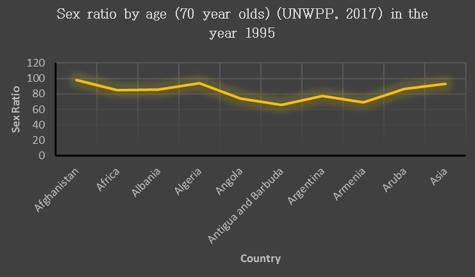 Sex ratio by age (70 year olds) (UNWPP, 2017) in the
year 1995
120
100
80
60
40
20
0
Sex Ratio
Afghanistan
Africa
Albania
Algeria
Angola
Antigua and Barbuda
Argentina
Armenia
Aruba
Asia
Country